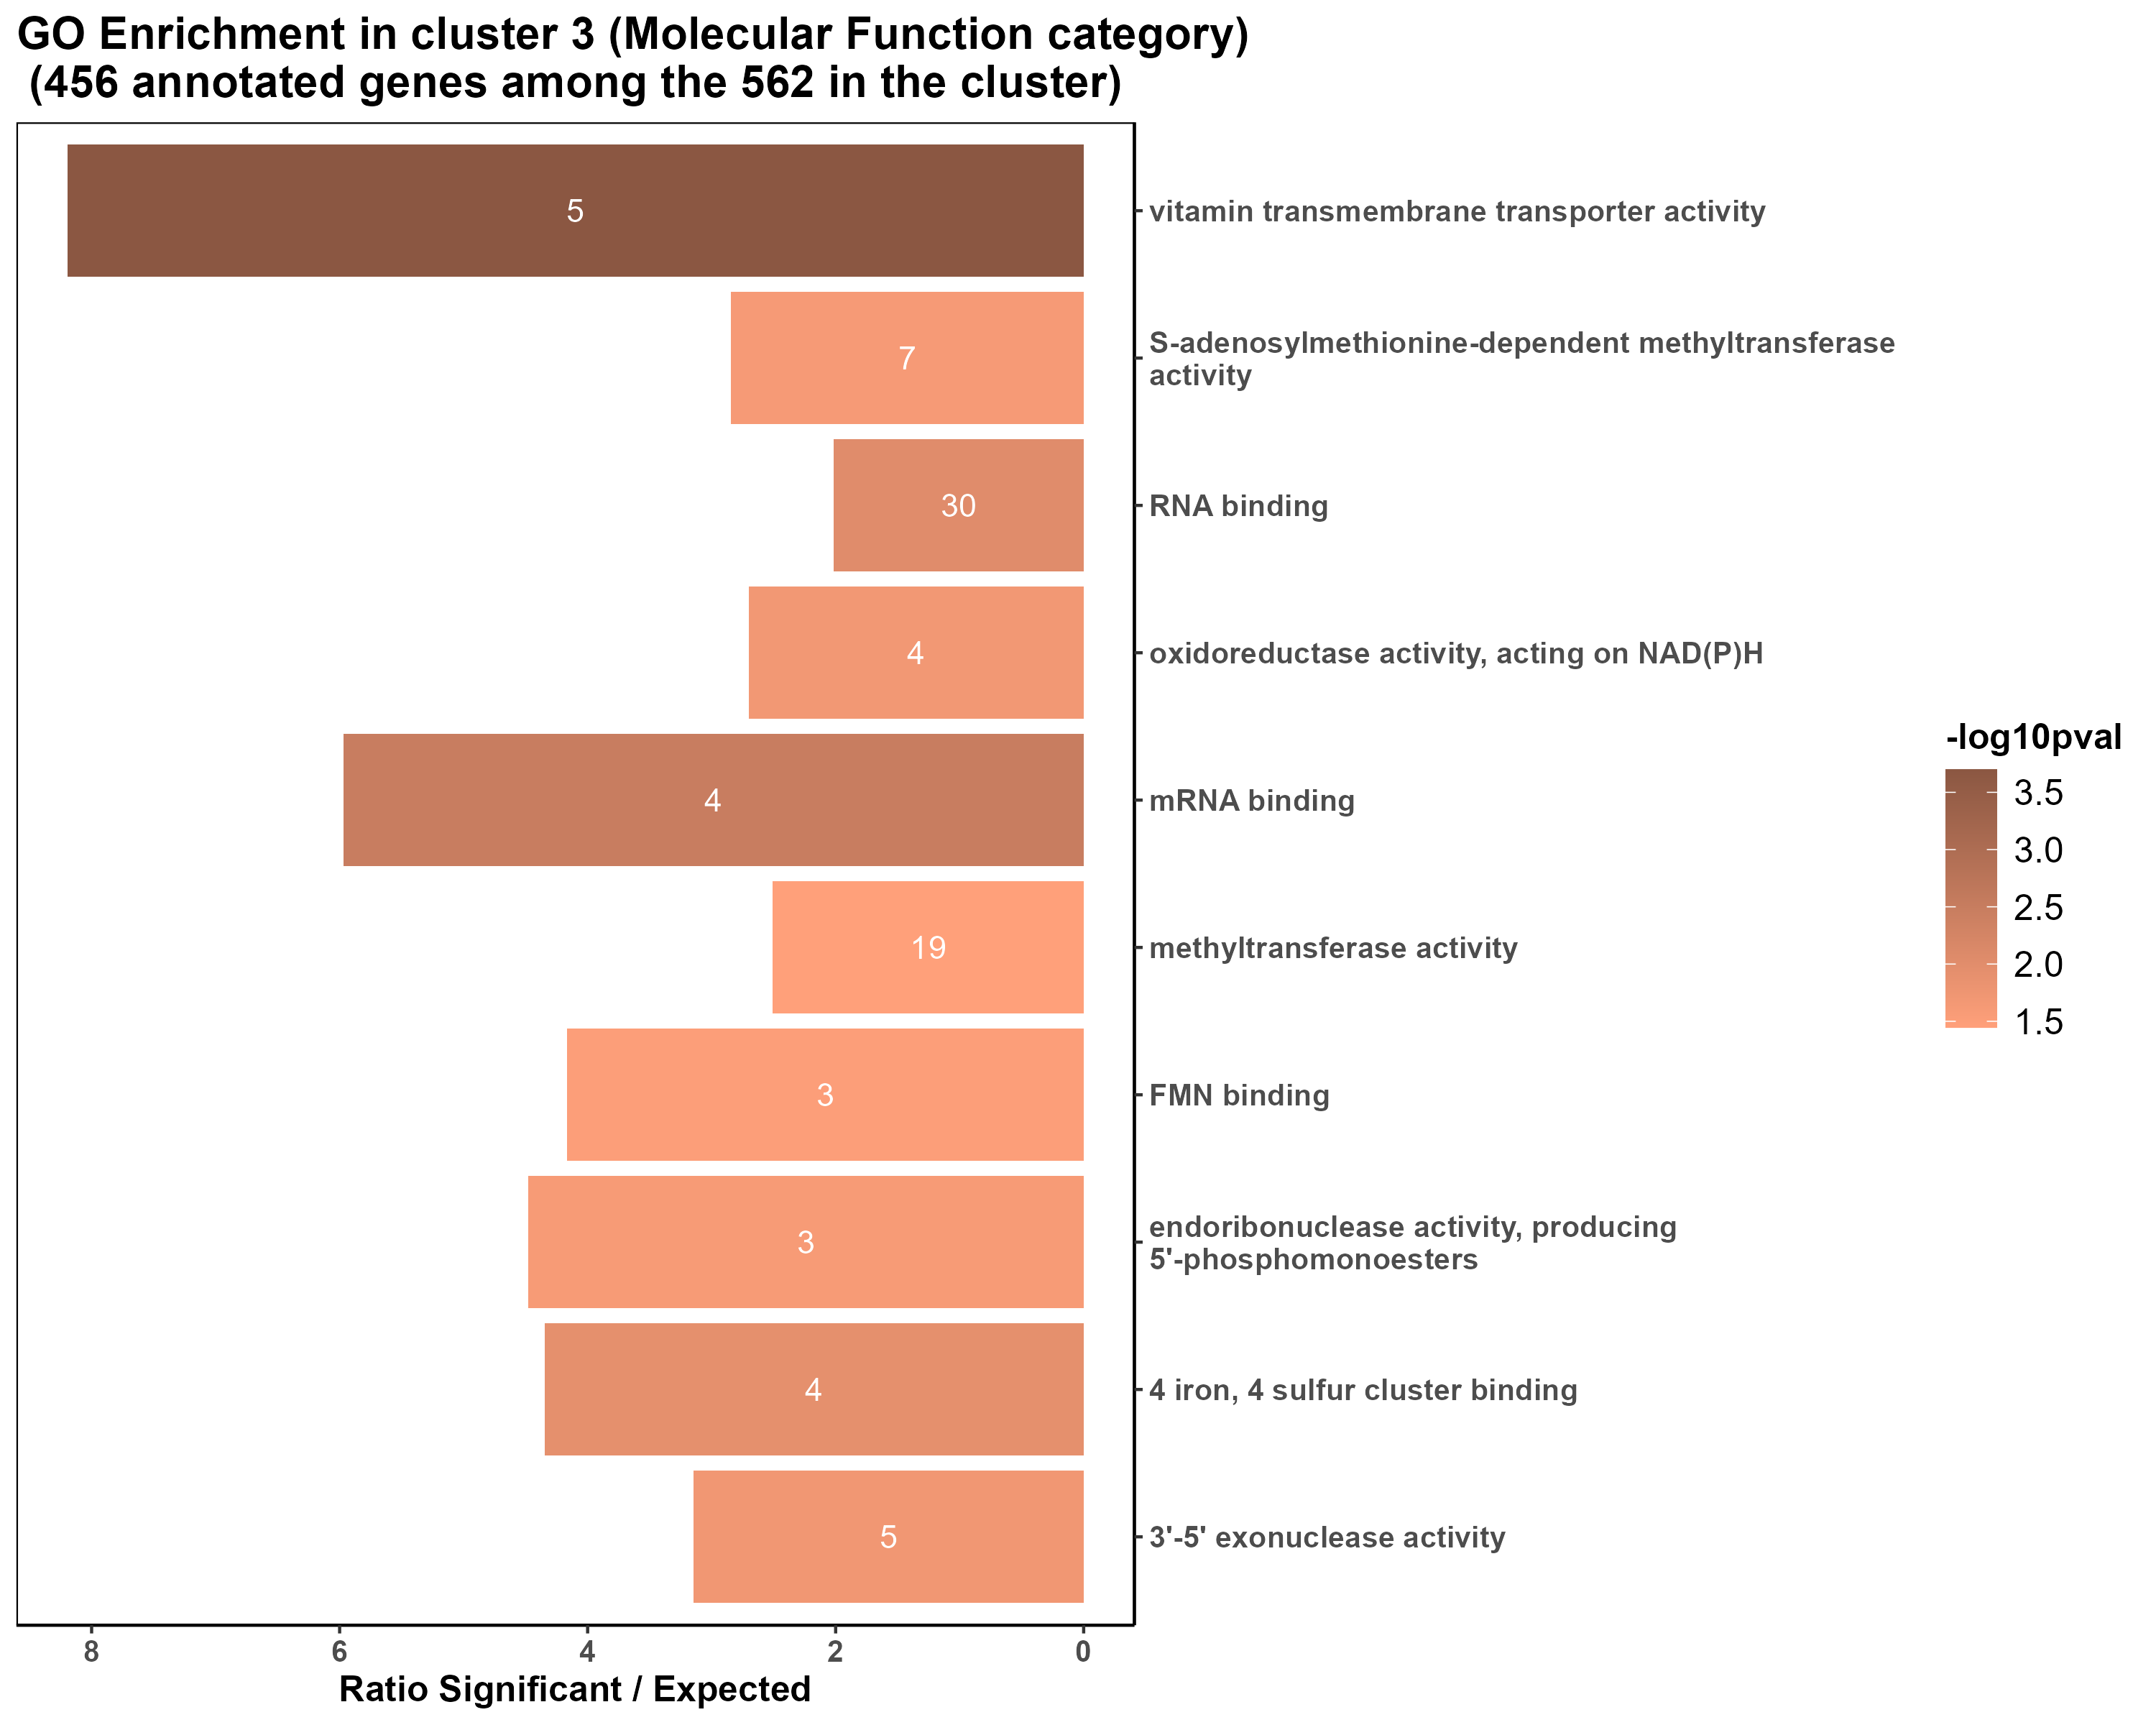 GO Enrichment in cluster 3 (Molecular Function category)
(456 annotated genes among the 562 in the cluster)
5
vitamin transmembrane transporter activity
7
S-adenosylmethionine-dependent methyltransferase
activity
30
RNA binding
4
oxidoreductase activity, acting on NAD(P)H
4
mRNA binding
19
methyltransferase activity
3
FMN binding
3
endoribonuclease activity, producing
5'-phosphomonoesters
4
4 iron, 4 sulfur cluster binding
5
3'-5' exonuclease activity
-log10pval
3.5
3.0
2.5
2.0
1.5
8 6 4 2 0
Ratio Significant / Expected